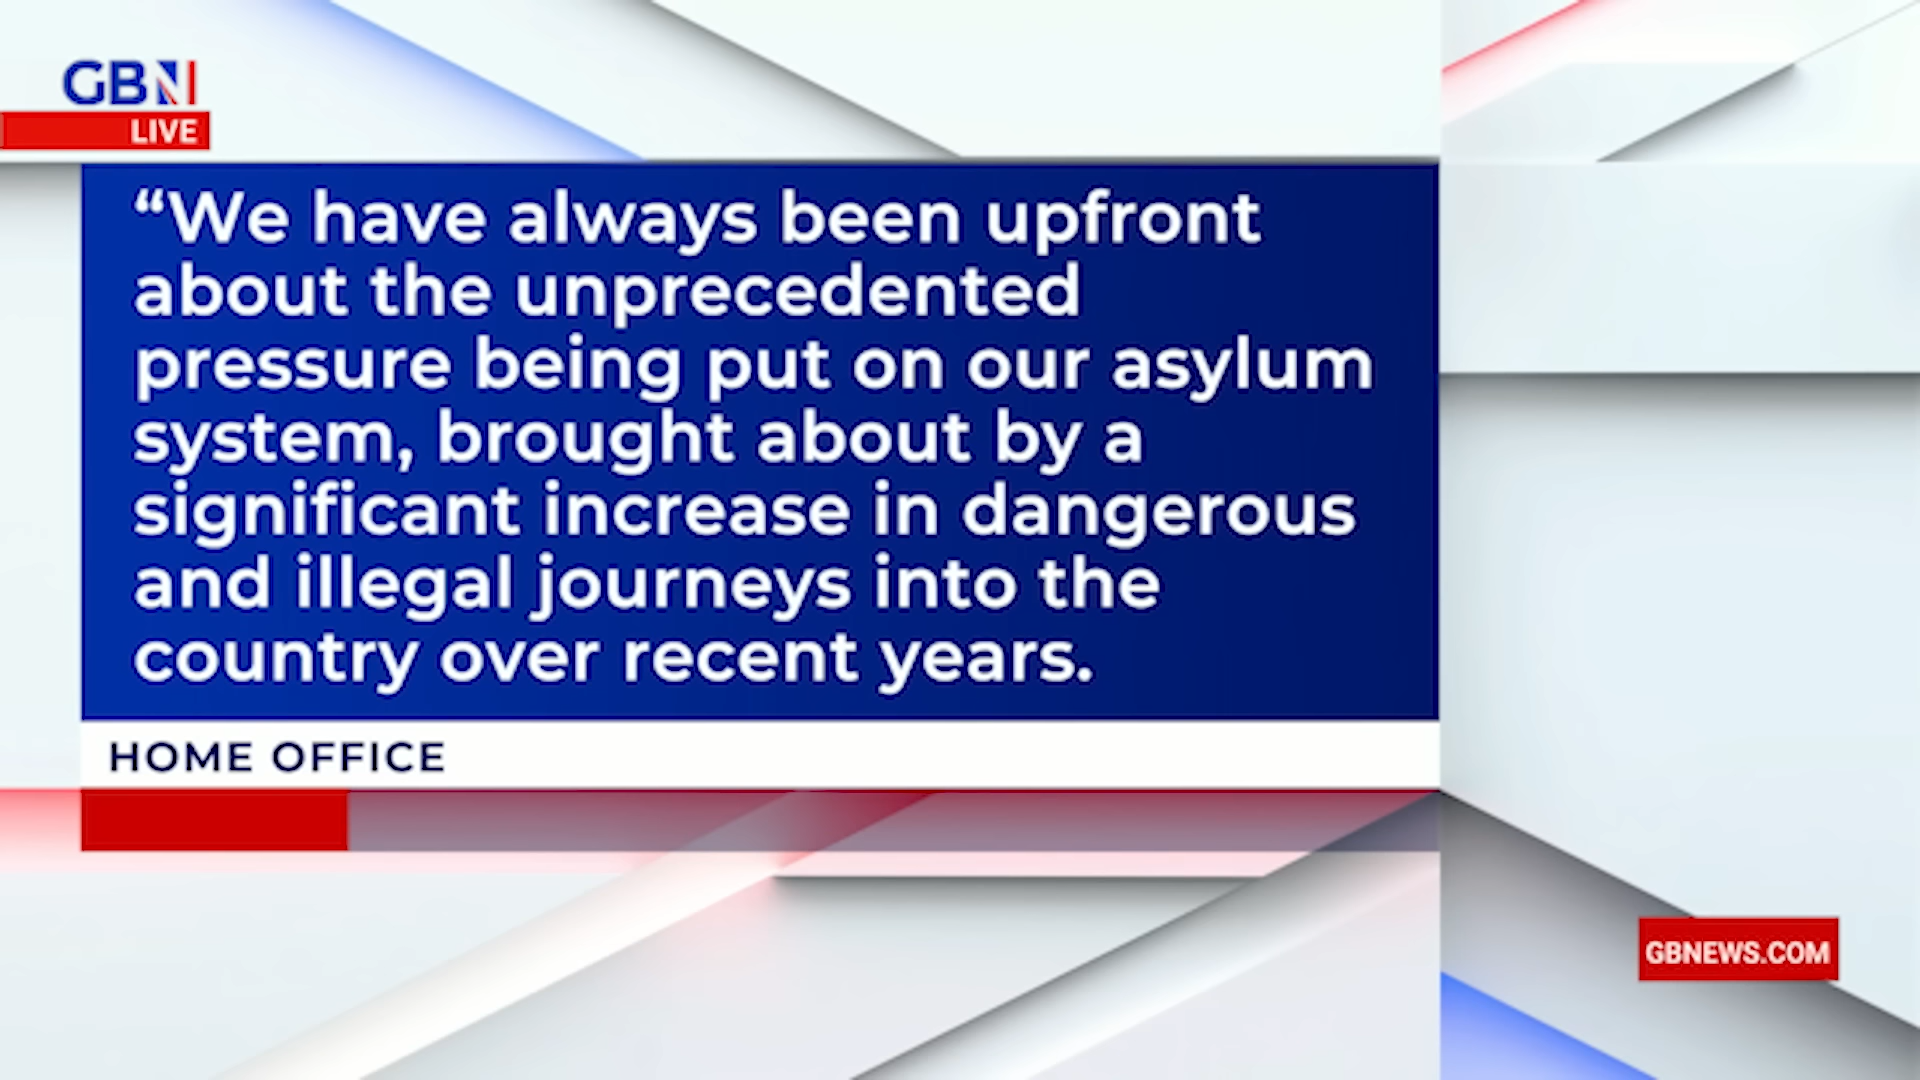 GBN
LIVE
“We have always been upfront
about the unprecedented
pressure being put on our asylum
system, brought about by a
significant increase in dangerous
and illegal journeys into the
country over recent years.
HOME OFFICE
GBNEWS.COM